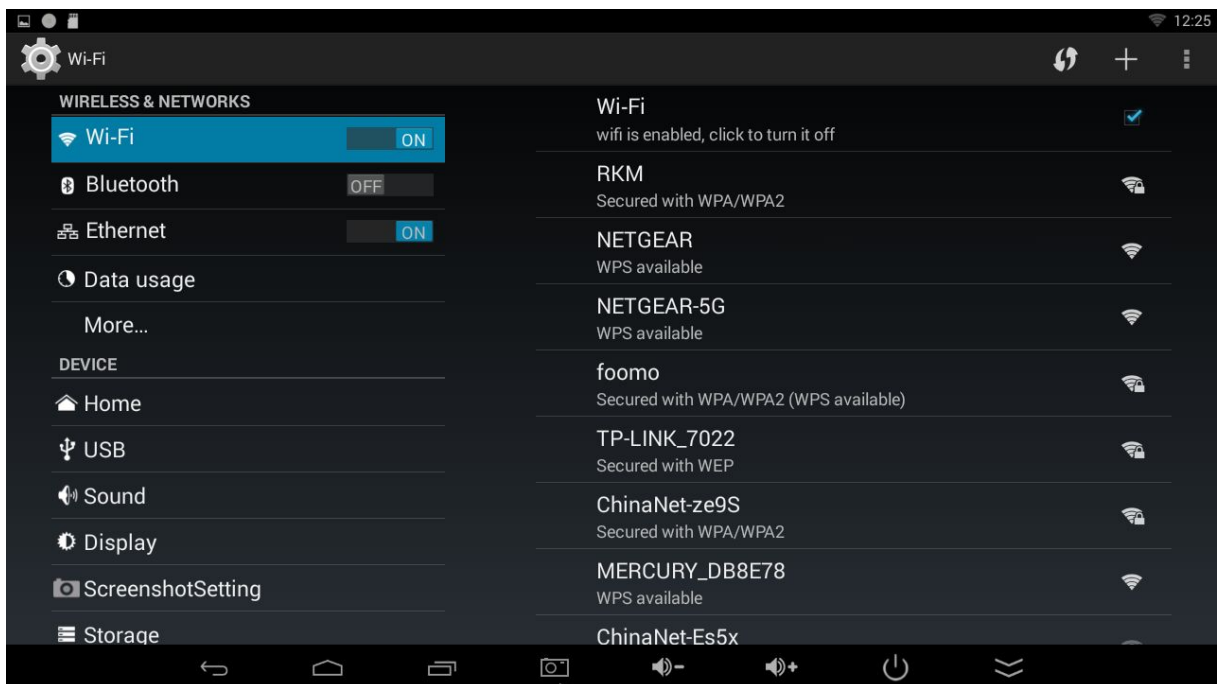 12:25
Wi-Fi
WIRELESS & NETWORKS
Wi-Fi ON
Bluetooth OFF
Ethernet ON
Data usage
More...
DEVICE
Home
USB
Sound
Display
ScreenshotSetting
Storage
Wi-Fi
wifi is enabled, click to turn it off
RKM
Secured with WPA/WPA2
NETGEAR
WPS available
NETGEAR-5G
WPS available
foomo
Secured with WPA/WPA2 (WPS available)
TP-LINK_7022
Secured with WEP
ChinaNet-ze9S
Secured with WPA/WPA2
MERCURY_DB8E78
WPS available
ChinaNet-Es5x